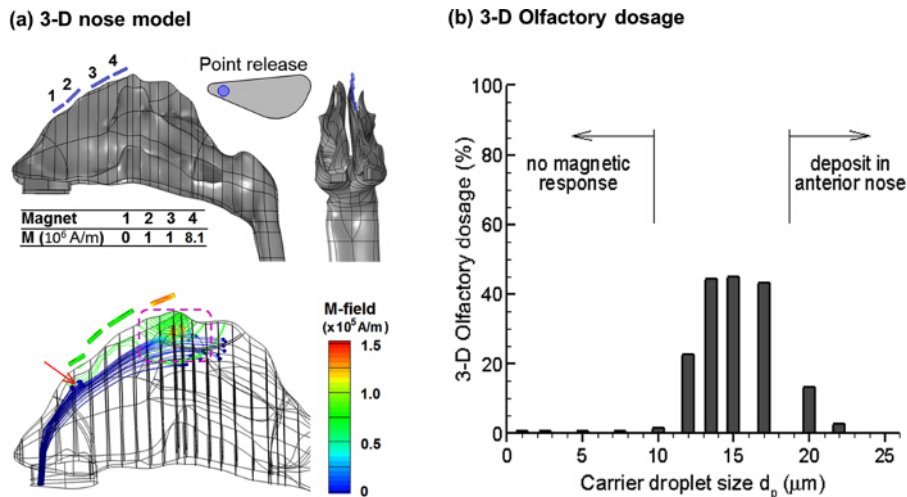 (a) 3-D nose model
1 2 3 4
Point release
Magnet 1 2 3 4
M (10⁶ A/m) 0 1 1 8.1
M-field
(x10⁵A/m)
1.5
1.0
0.5
0
(b) 3-D Olfactory dosage
3-D Olfactory dosage (%)
100
80
60
40
20
0
no magnetic
response
deposit in
anterior nose
0 5 10 15 20 25
Carrier droplet size dp (μm)